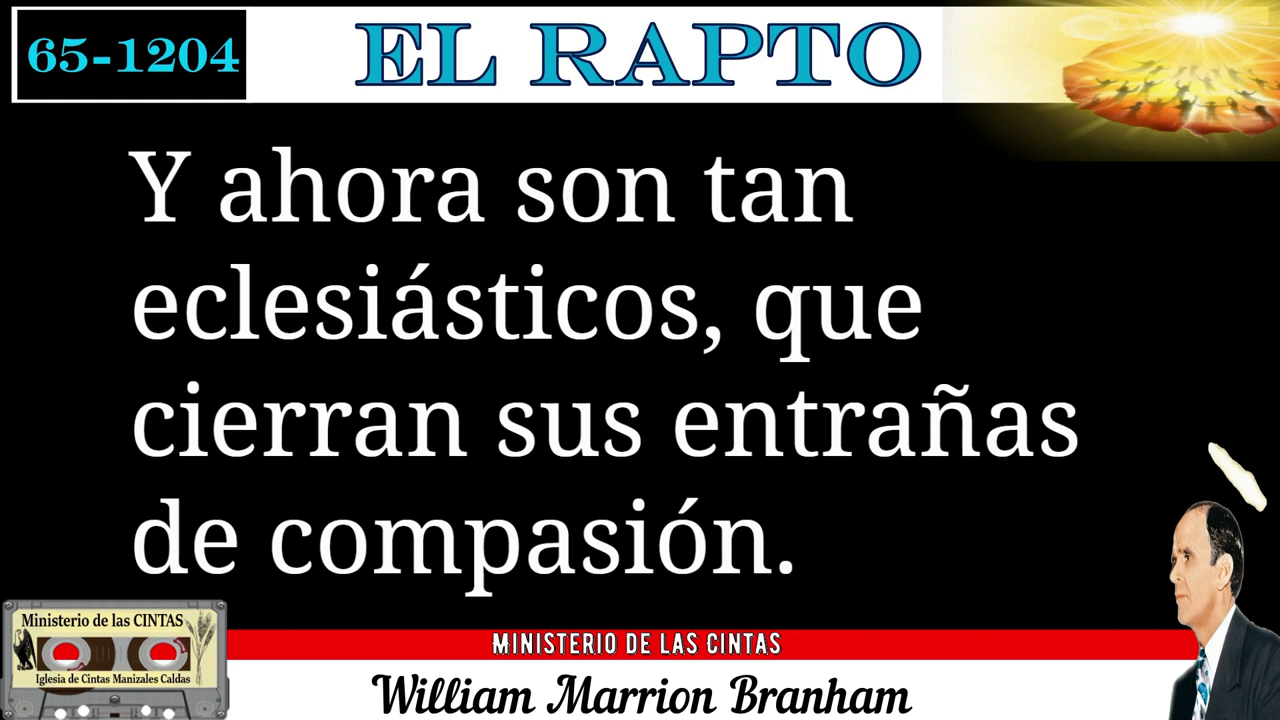 65-1204
EL RAPTO
Y ahora son tan
eclesiásticos, que
cierran sus entrañas
de compasión.
Ministerio de las CINTAS
Iglesia de Cintas Manizales Caldas
MINISTERIO DE LAS CINTAS
William Marrion Branham